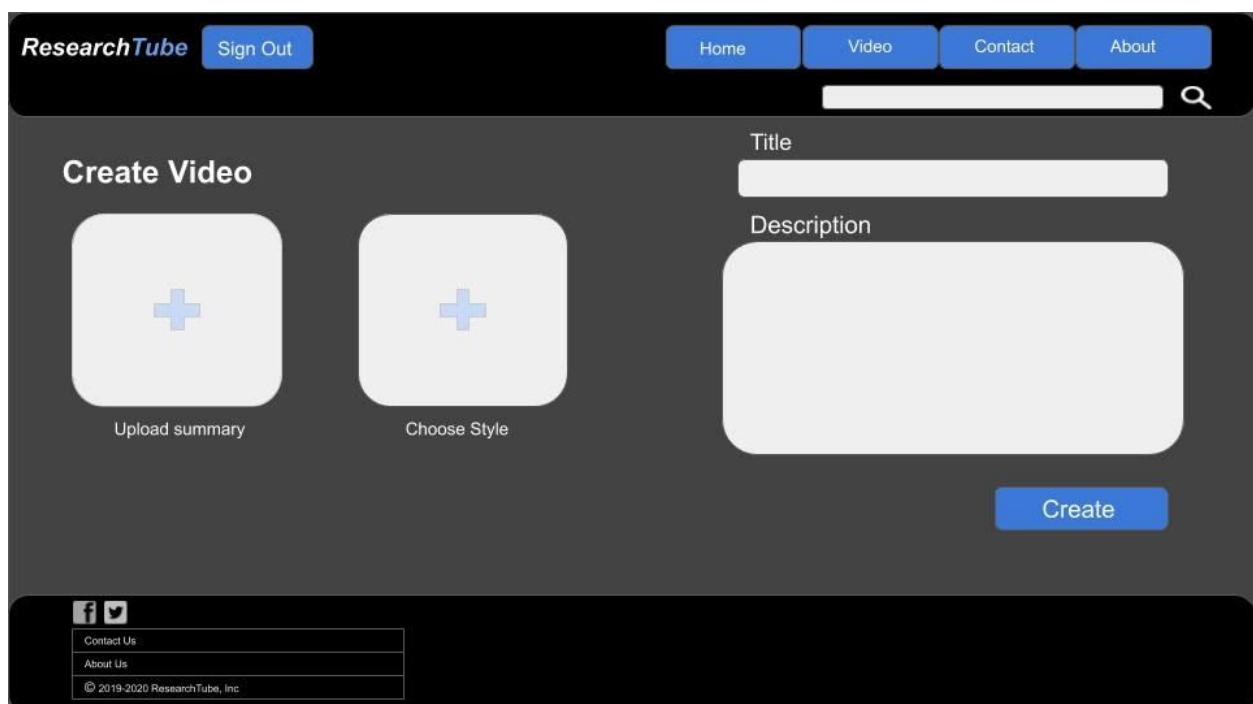 ResearchTube Sign Out Home Video Contact About
Title
Create Video
Description
Upload summary Choose Style
Create
Contact Us
About Us
© 2019-2020 ResearchTube, Inc